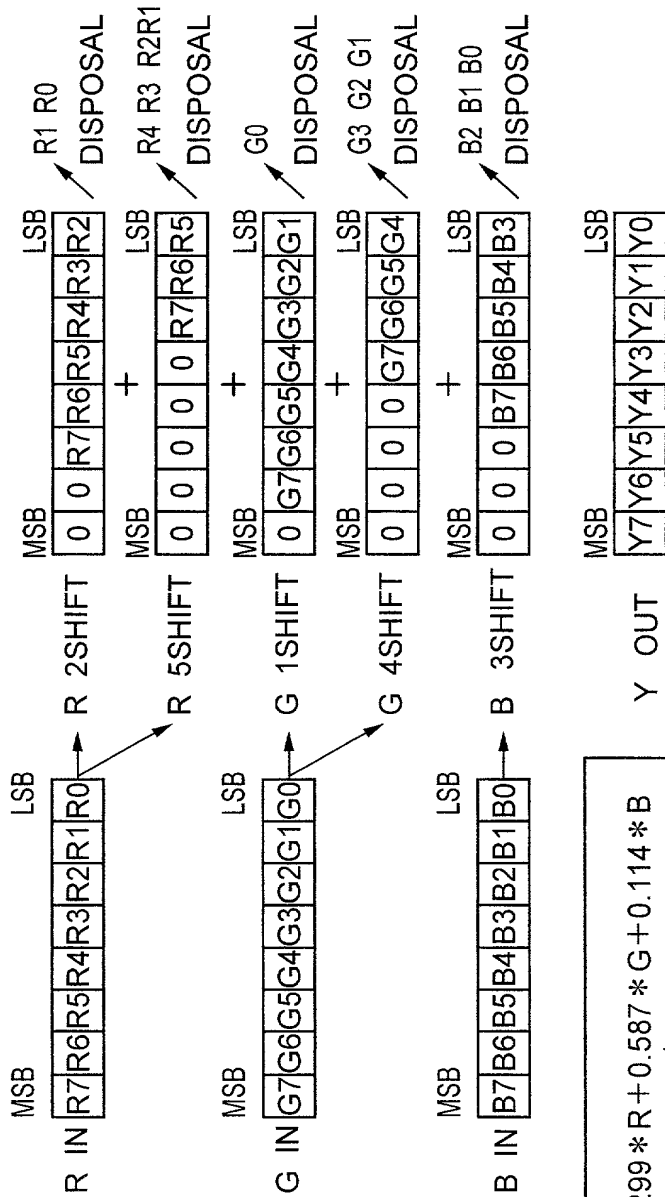 MSB LSB
R IN R7 R6 R5 R4 R3 R2 R1 R0
R 2SHIFT
MSB LSB
0 0 R7 R6 R5 R4 R3 R2
R1 R0
DISPOSAL
+
R 5SHIFT
MSB LSB
0 0 0 0 0 R7 R6 R5
R4 R3 R2R1
DISPOSAL
+
MSB LSB
G IN G7 G6 G5 G4 G3 G2 G1 G0
G 1SHIFT
MSB LSB
0 G7 G6 G5 G4 G3 G2 G1
G0
DISPOSAL
+
G 4SHIFT
MSB LSB
0 0 0 0 G7 G6 G5 G4
G3 G2 G1
DISPOSAL
+
MSB LSB
B IN B7 B6 B5 B4 B3 B2 B1 B0
B 3SHIFT
MSB LSB
0 0 0 B7 B6 B5 B4 B3
B2 B1 B0
DISPOSAL
299*R+0.587*G+0.114*B
Y OUT
MSB LSB
Y7 Y6 Y5 Y4 Y3 Y2 Y1 Y0